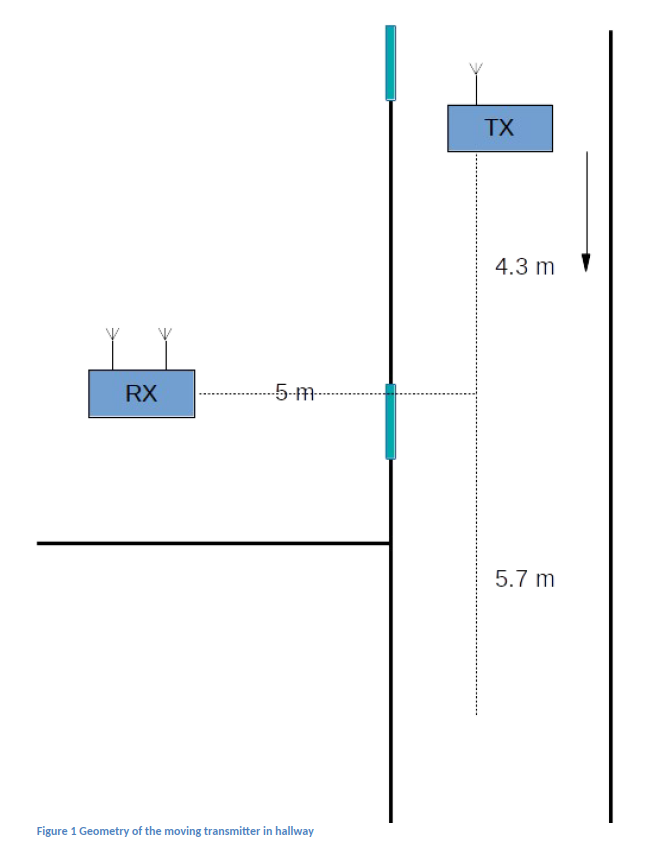 TX
4.3 m
RX
5 m
5.7 m
Figure 1 Geometry of the moving transmitter in hallway